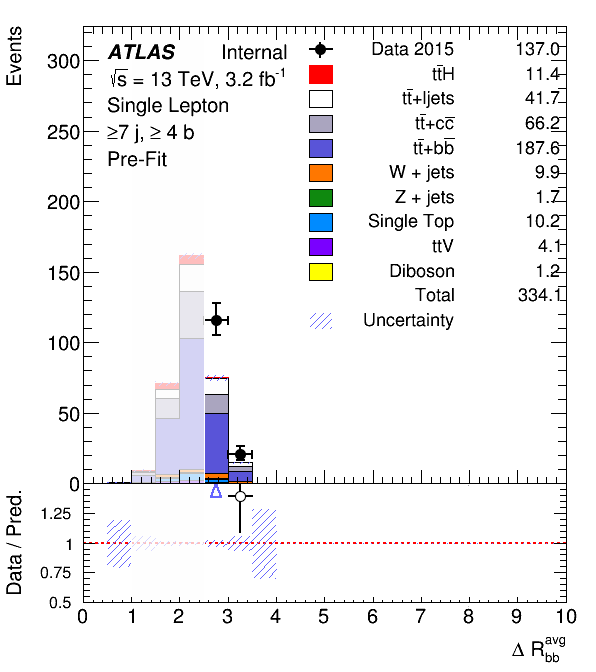 Events
ATLAS Internal
√s = 13 TeV, 3.2 fb⁻¹
Single Lepton
≥7 j, ≥ 4 b
Pre-Fit
Data 2015 137.0
tt̅H 11.4
tt̅+ljets 41.7
tt̅+cc̅ 66.2
tt̅+bb̅ 187.6
W + jets 9.9
Z + jets 1.7
Single Top 10.2
ttV 4.1
Diboson 1.2
Total 334.1
Uncertainty
300
250
200
150
100
50
0
Data / Pred.
1.25
1
0.75
0.5
0 1 2 3 4 5 6 7 8 9 10
Δ R_bb^avg